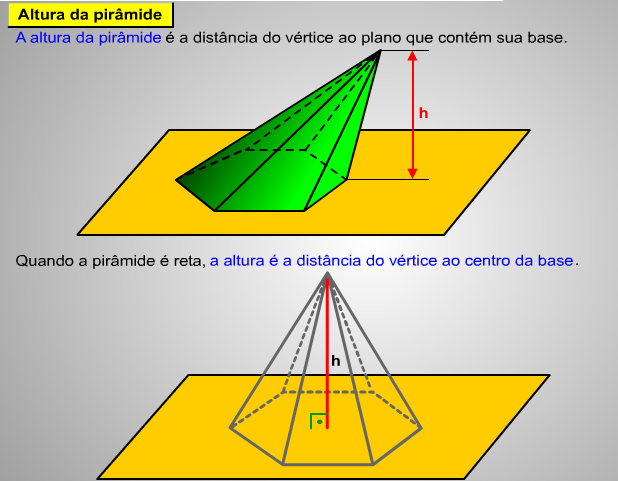 Altura da pirâmide
A altura da pirâmide é a distância do vértice ao plano que contém sua base.
h
Quando a pirâmide é reta, a altura é a distância do vértice ao centro da base.
h